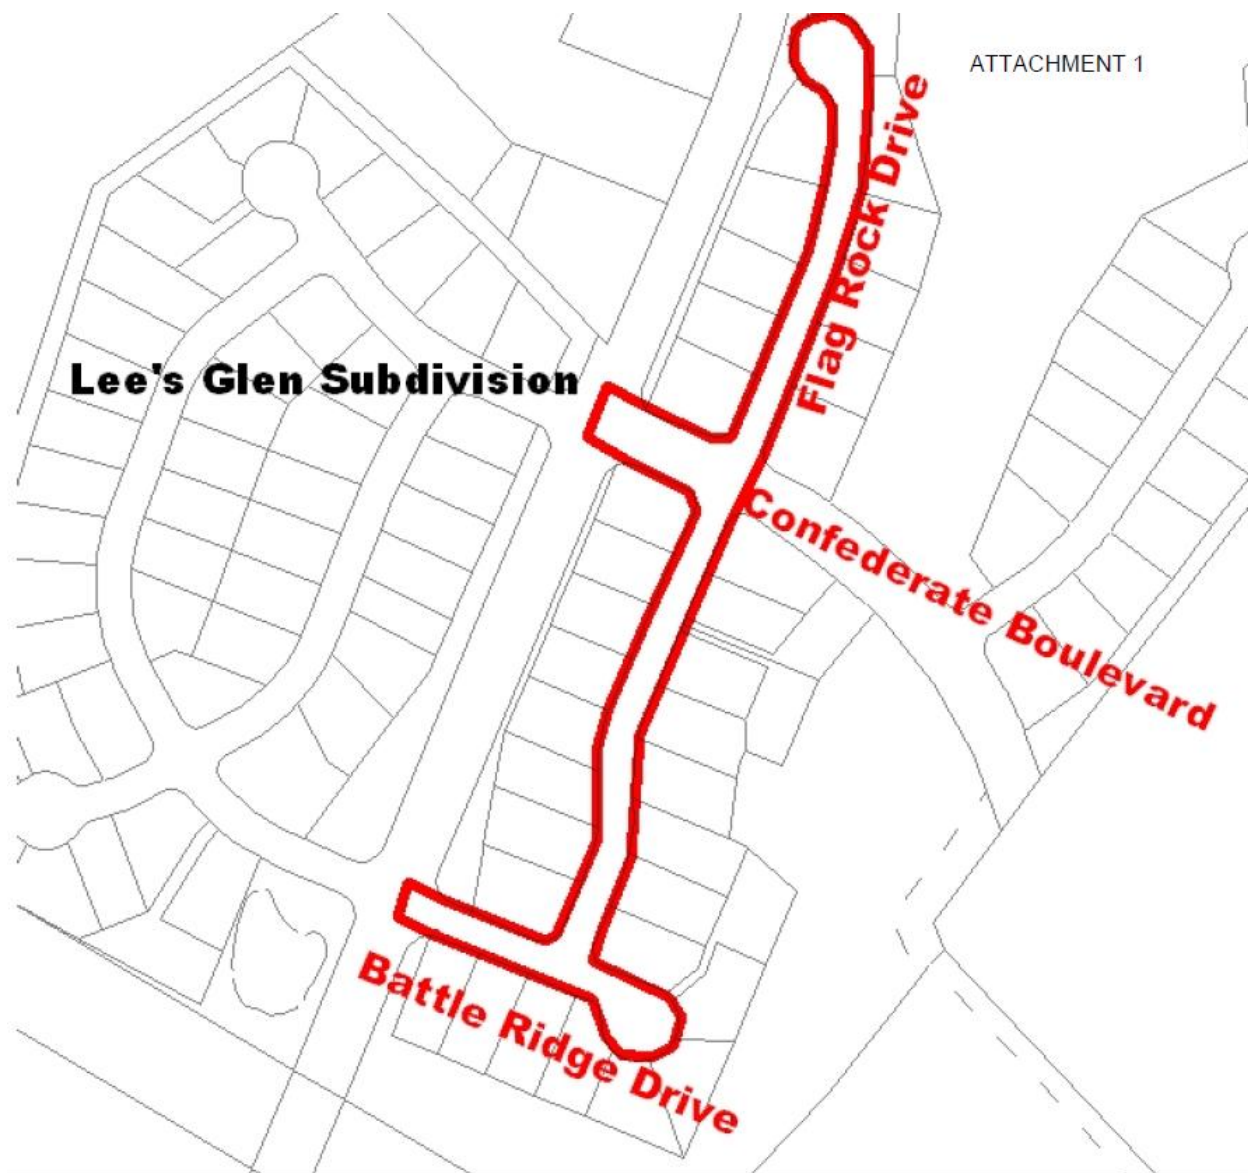 ATTACHMENT 1
Flag Rock Drive
Lee's Glen Subdivision
Confederate Boulevard
Battle Ridge Drive